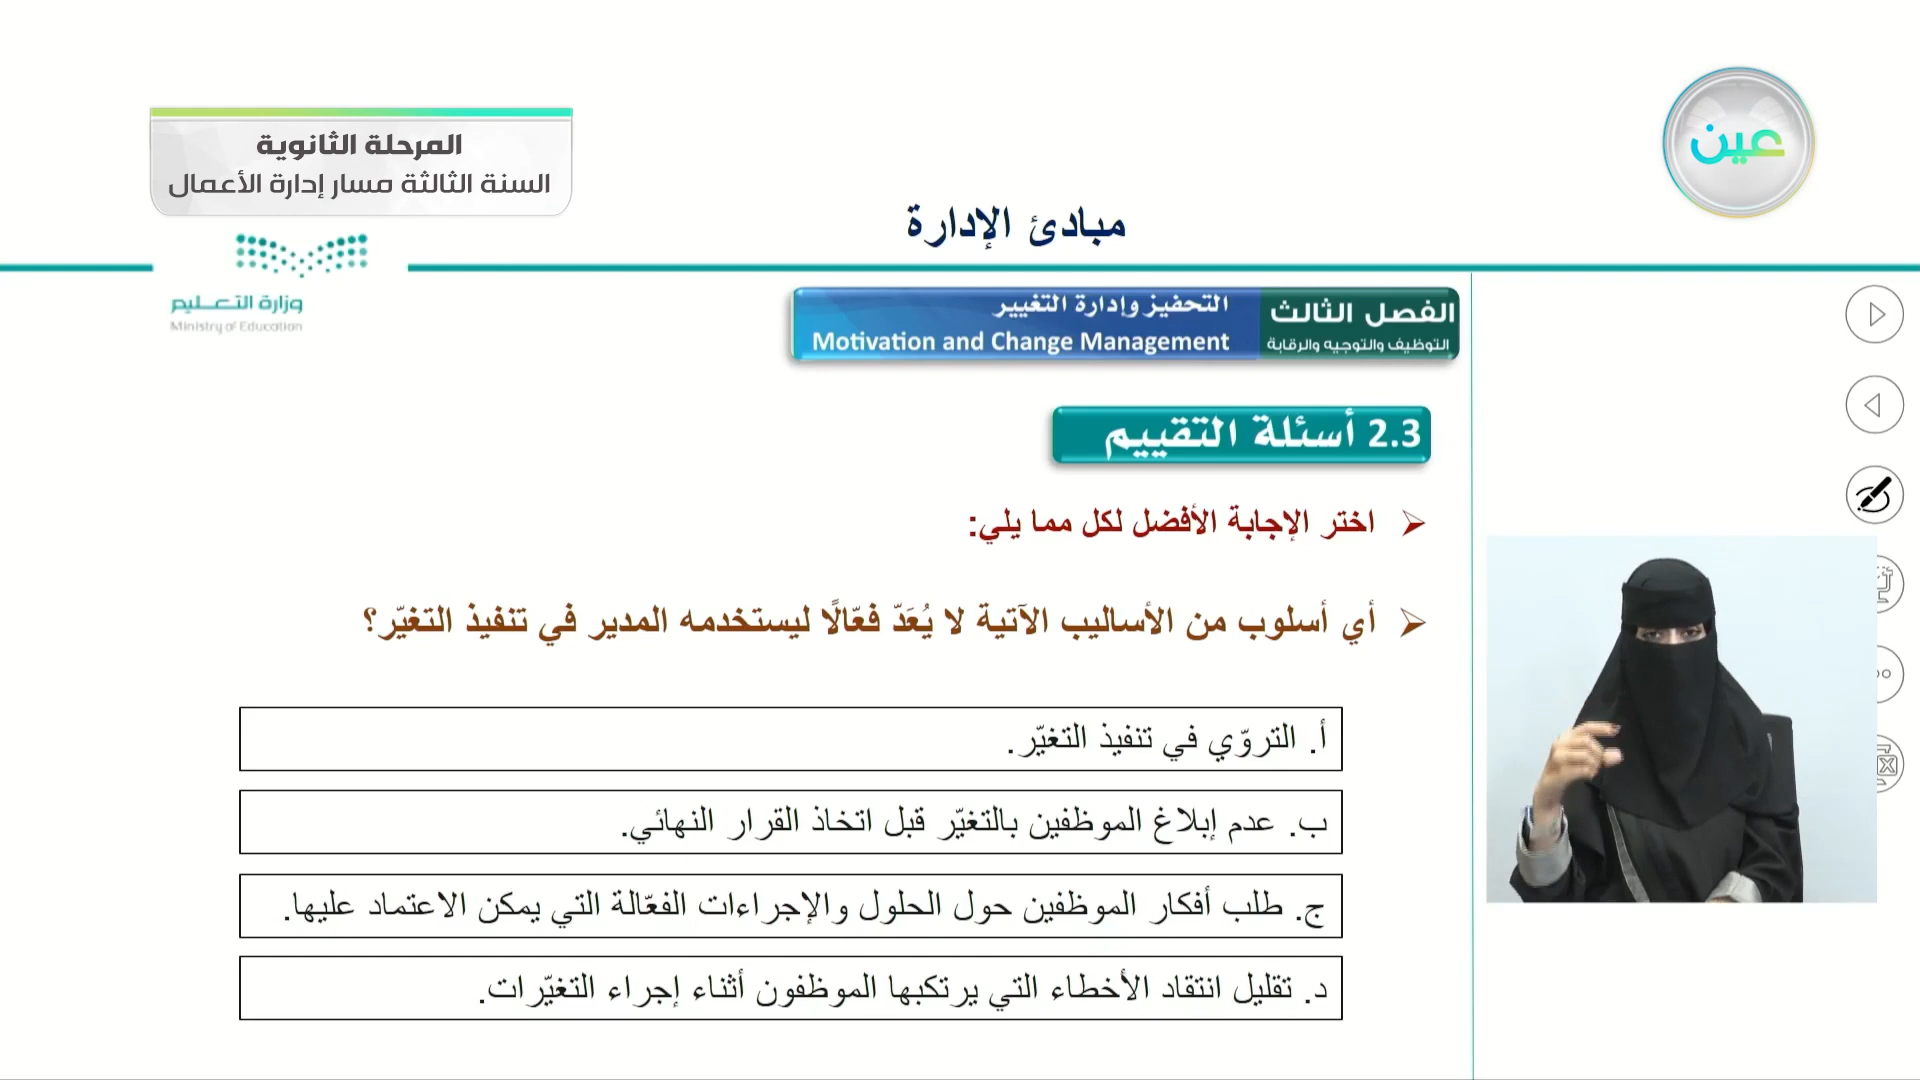 عين
المرحلة الثانوية
السنة الثالثة مسار إدارة الأعمال
مبادئ الإدارة
وزارة التعليم
Ministry of Education
الفصل الثالث
التوظيف والتوجيه والرقابة
التحفيز وإدارة التغيير
Motivation and Change Management
2.3 أسئلة التقييم
اختر الإجابة الأفضل لكل مما يلي:
أي أسلوب من الأساليب الآتية لا يُعَدّ فعّالًا ليستخدمه المدير في تنفيذ التغيّر؟
أ. التروّي في تنفيذ التغيّر.
ب. عدم إبلاغ الموظفين بالتغيّر قبل اتخاذ القرار النهائي.
ج. طلب أفكار الموظفين حول الحلول والإجراءات الفعّالة التي يمكن الاعتماد عليها.
د. تقليل انتقاد الأخطاء التي يرتكبها الموظفون أثناء إجراء التغيّرات.